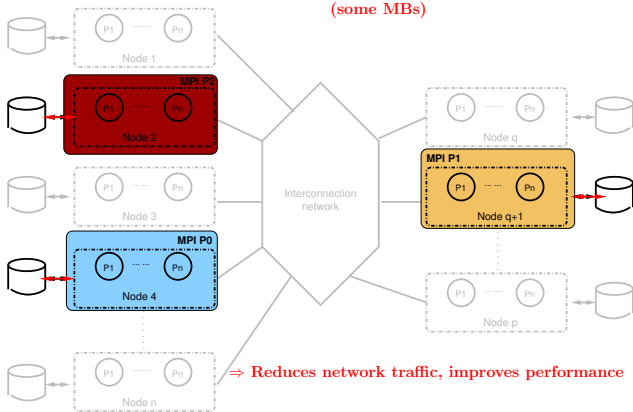 (some MBs)
P1 ... ... Pn
Node 1
MPI P2
P1 ... ... Pn
Node 2
P1 ... ... Pn
Node 3
MPI P0
P1 ... ... Pn
Node 4
P1 ... ... Pn
Node n
Interconnection
network
P1 ... ... Pn
Node q
MPI P1
P1 ... ... Pn
Node q+1
P1 ... ... Pn
Node p
⇒ Reduces network traffic, improves performance